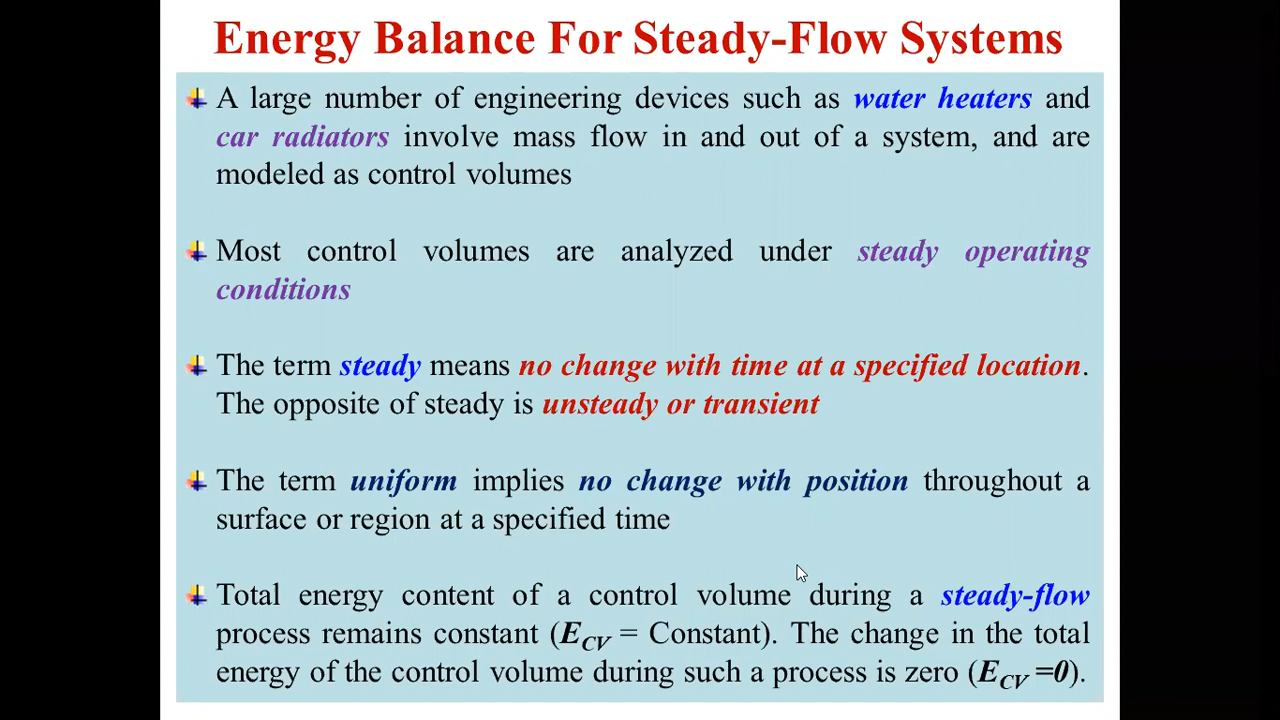 Energy Balance For Steady-Flow Systems
A large number of engineering devices such as water heaters and
car radiators involve mass flow in and out of a system, and are
modeled as control volumes
Most control volumes are analyzed under steady operating
conditions
The term steady means no change with time at a specified location.
The opposite of steady is unsteady or transient
The term uniform implies no change with position throughout a
surface or region at a specified time
Total energy content of a control volume during a steady-flow
process remains constant (E_CV = Constant). The change in the total
energy of the control volume during such a process is zero (E_CV =0).